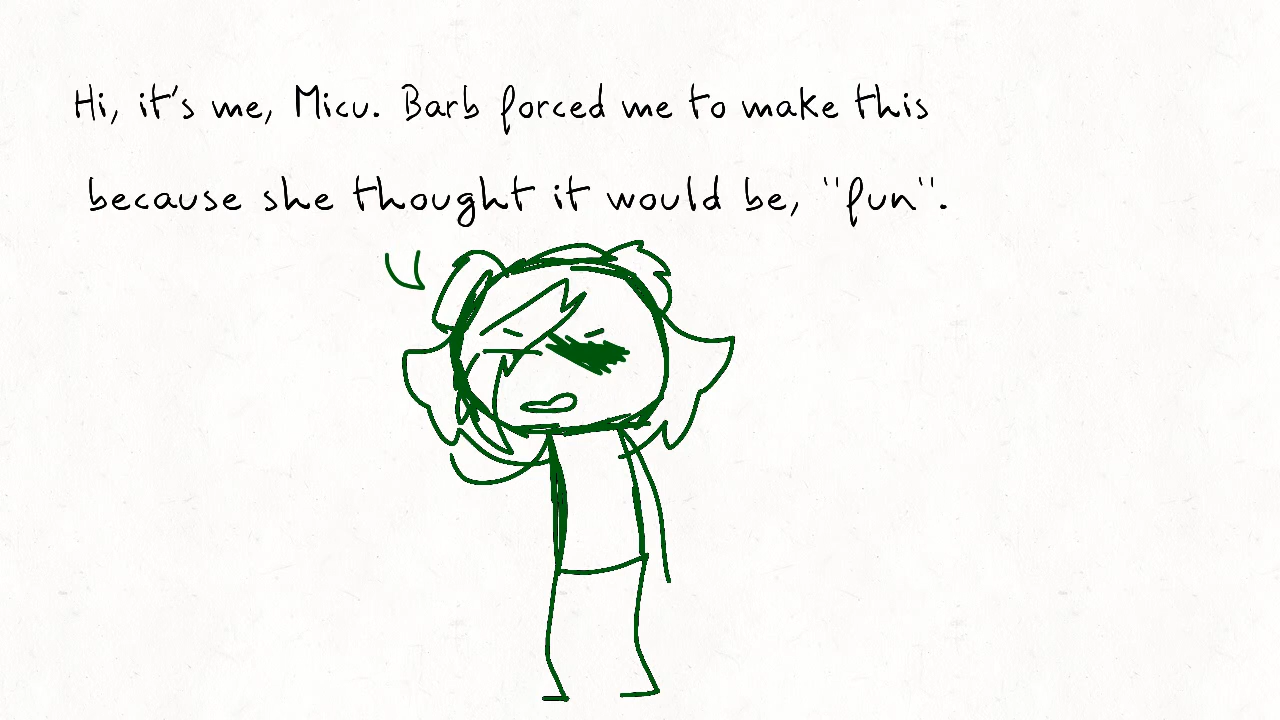 Hi, it's me, Micu. Barb forced me to make this
because she thought it would be, "fun".